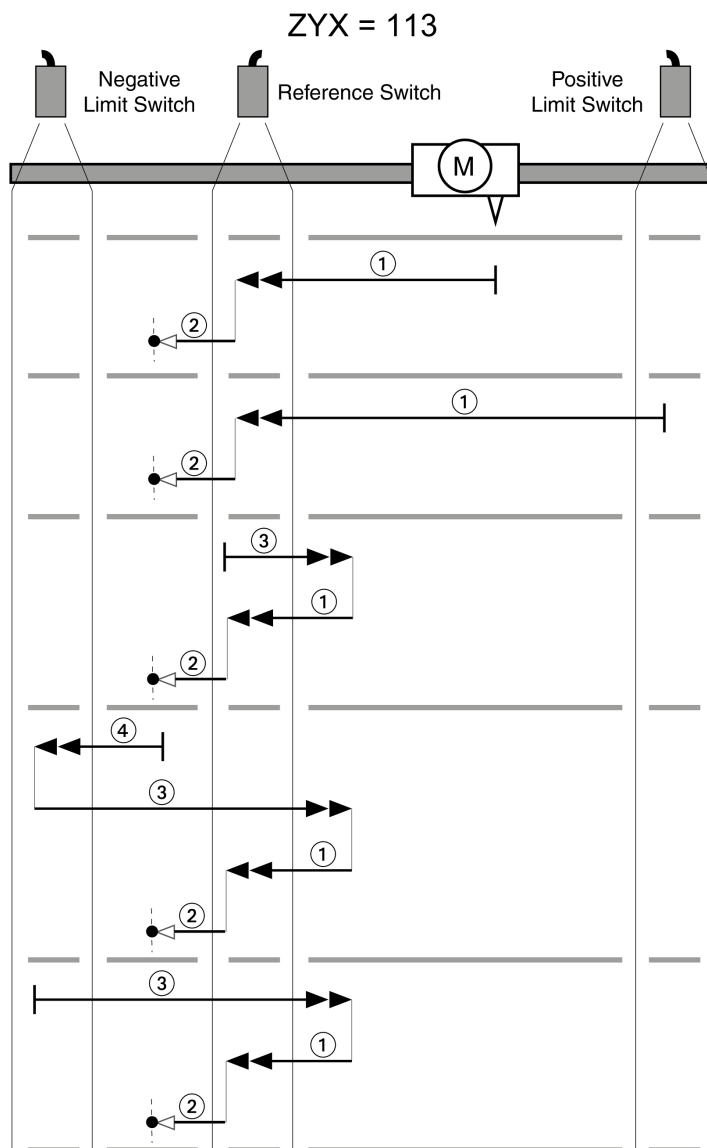 ZYX = 113
Negative
Limit Switch
Reference Switch
Positive
Limit Switch
M
1
2
1
2
3
1
2
4
3
1
2
3
1
2